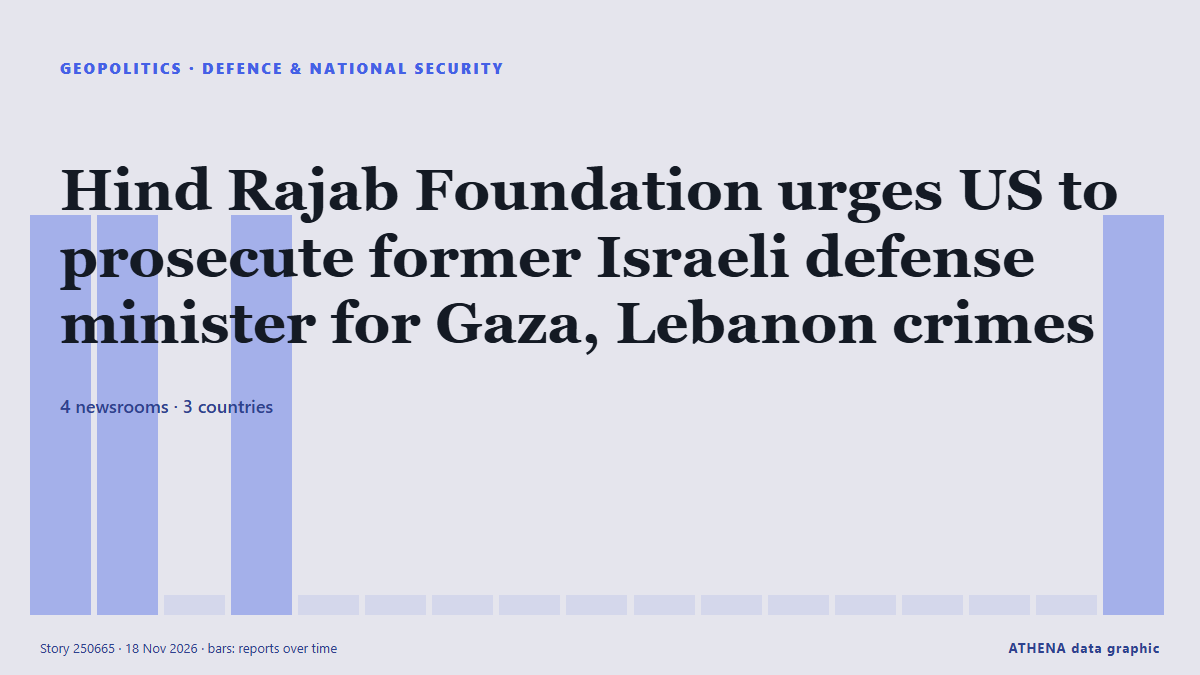 GEOPOLITICS · DEFENCE & NATIONAL SECURITY
Hind Rajab Foundation urges US to
prosecute former Israeli defense
minister for Gaza, Lebanon crimes
4 newsrooms · 3 countries
Story 250665 · 18 Nov 2026 · bars: reports over time
ATHENA data graphic